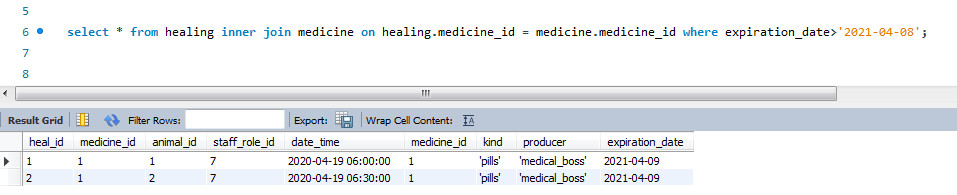 5
6 select * from healing inner join medicine on healing.medicine_id = medicine.medicine_id where expiration_date>'2021-04-08';
7
8
Result Grid Filter Rows: Export: Wrap Cell Content: IA
heal_id medicine_id animal_id staff_role_id date_time medicine_id kind producer expiration_date
1 1 1 7 2020-04-19 06:00:00 1 'pills' 'medical_boss' 2021-04-09
2 1 2 7 2020-04-19 06:30:00 1 'pills' 'medical_boss' 2021-04-09